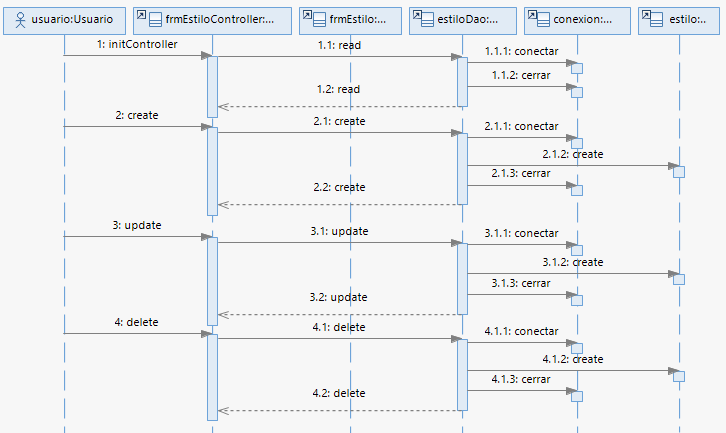 usuario:Usuario
frmEstiloController:...
frmEstilo:...
estiloDao:...
conexion:...
estilo:...
1: initController
1.1: read
1.1.1: conectar
1.1.2: cerrar
1.2: read
2: create
2.1: create
2.1.1: conectar
2.1.2: create
2.1.3: cerrar
2.2: create
3: update
3.1: update
3.1.1: conectar
3.1.2: create
3.1.3: cerrar
3.2: update
4: delete
4.1: delete
4.1.1: conectar
4.1.2: create
4.1.3: cerrar
4.2: delete